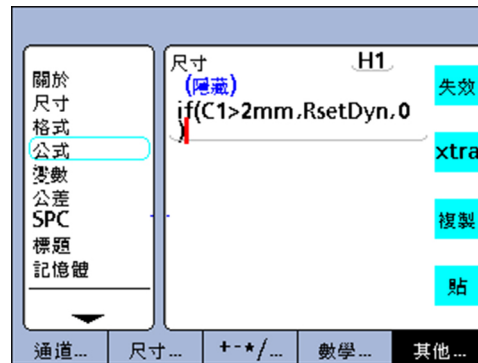 關於
尺寸
格式
公式
變數
公差
SPC
標題
記憶體
尺寸 H1
(隱藏)
if(C1>2mm,RsetDyn,0
)
失效
xtra
複製
貼
通道...
尺寸...
+-*/...
數學...
其他...